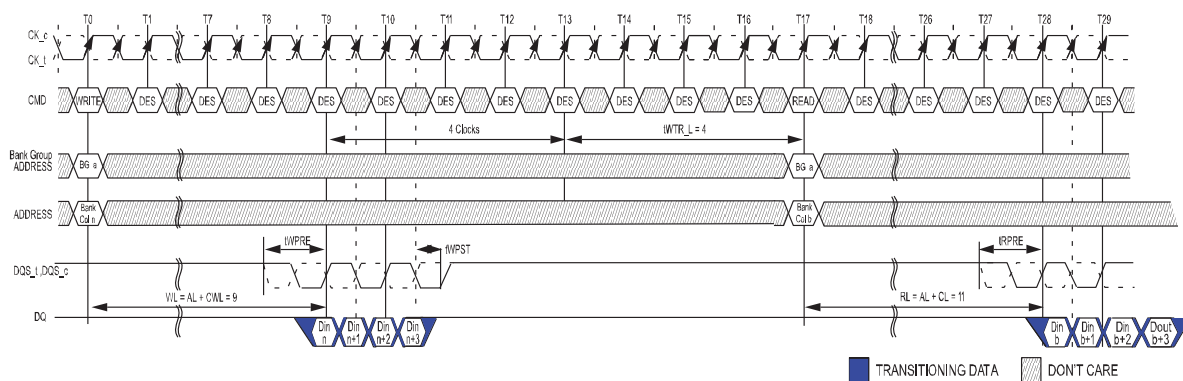 T0 T1 T7 T8 T9 T10 T11 T12 T13 T14 T15 T16 T17 T18 T26 T27 T28 T29
CK_c
CK_t
CMD WRITE DES DES DES DES DES DES DES DES DES DES DES READ DES DES DES DES DES
4 Clocks tWTR_L = 4
Bank Group
ADDRESS BG a BG a
ADDRESS Bank Col n Bank Col b
tWPRE tWPST tRPRE
DQS_t ,DQS_c
WL = AL + CWL = 9 RL = AL + CL = 11
DQ Din n Din n+1 Din n+2 Din n+3 Din b Din b+1 Din b+2 Dout b+3
TRANSITIONING DATA DON'T CARE